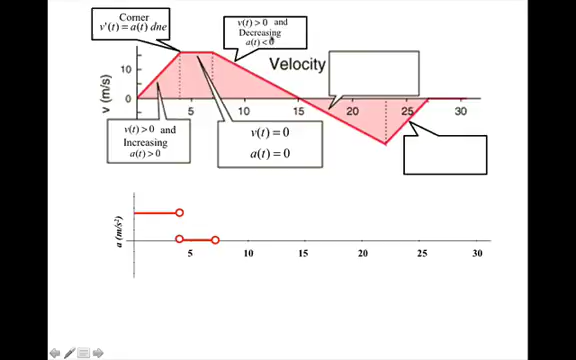 Corner
v'(t) = a(t) dne
v(t) > 0 and
Decreasing
a(t) < 0
Velocity
v (m/s)
10
0
5
10
15
20
25
30
v(t) > 0 and
Increasing
a(t) > 0
v(t) = 0
a(t) = 0
a (m/s²)
5
10
15
20
25
30